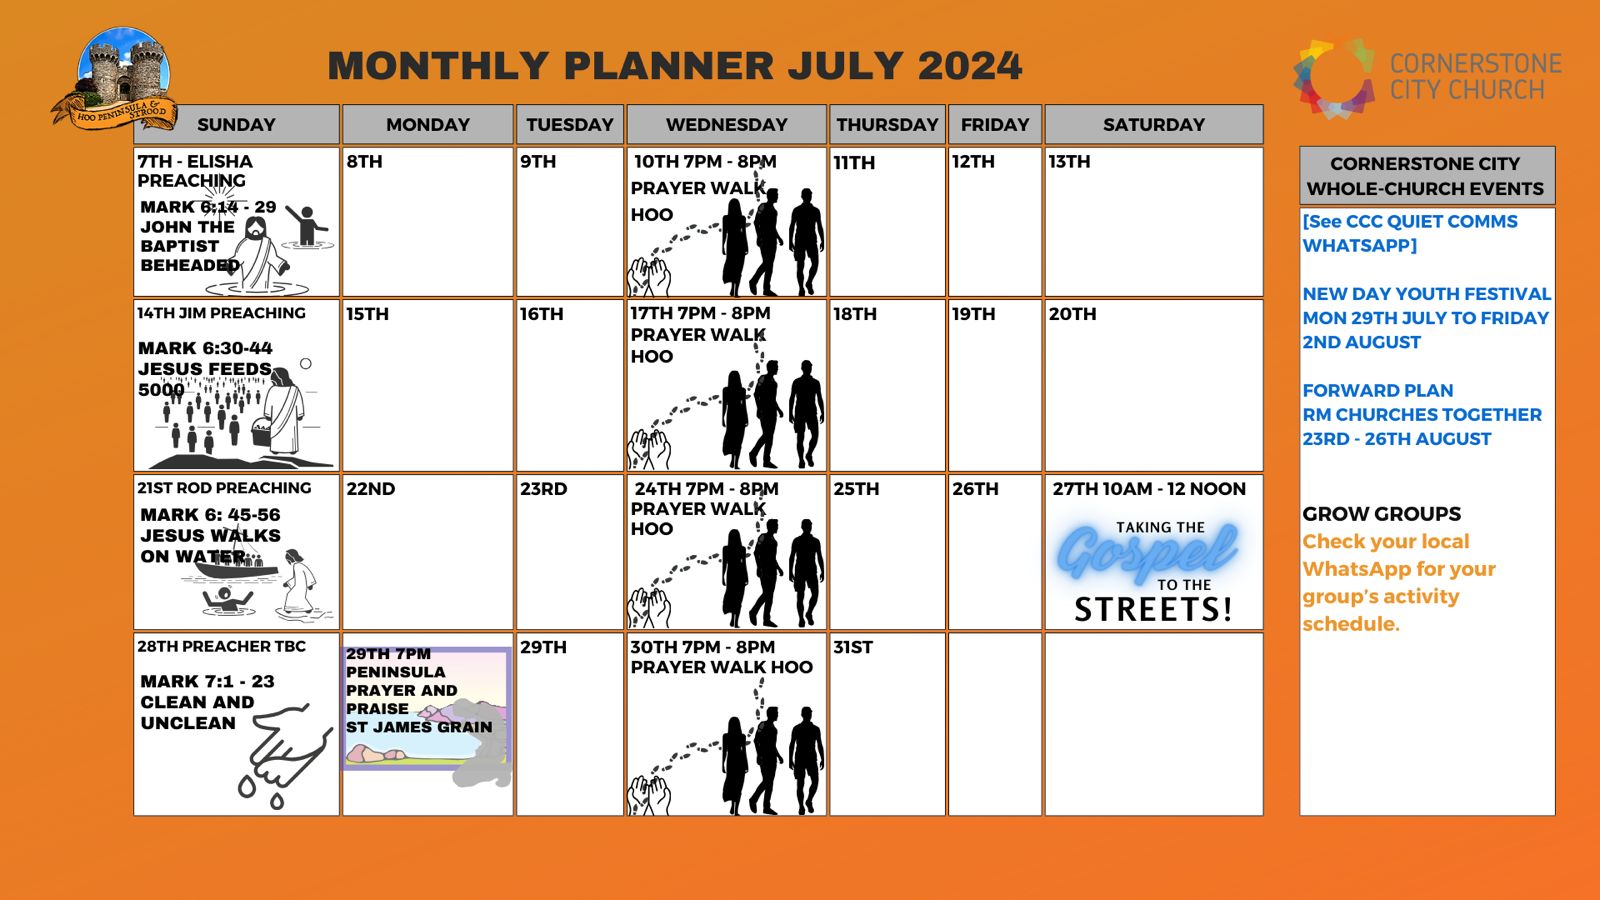 MONTHLY PLANNER JULY 2024
HOO PENINSULA &
STROOD
CORNERSTONE
CITY CHURCH
SUNDAY
MONDAY
TUESDAY
WEDNESDAY
THURSDAY
FRIDAY
SATURDAY
7TH - ELISHA
PREACHING
MARK 6:14 - 29
JOHN THE
BAPTIST
BEHEADED
8TH
9TH
10TH 7PM - 8PM
PRAYER WALK
HOO
11TH
12TH
13TH
14TH JIM PREACHING
MARK 6:30-44
JESUS FEEDS
5000
15TH
16TH
17TH 7PM - 8PM
PRAYER WALK
HOO
18TH
19TH
20TH
21ST ROD PREACHING
MARK 6: 45-56
JESUS WALKS
ON WATER
22ND
23RD
24TH 7PM - 8PM
PRAYER WALK
HOO
25TH
26TH
27TH 10AM - 12 NOON
TAKING THE
Gospel
TO THE
STREETS!
28TH PREACHER TBC
MARK 7:1 - 23
CLEAN AND
UNCLEAN
29TH 7PM
PENINSULA
PRAYER AND
PRAISE
ST JAMES GRAIN
29TH
30TH 7PM - 8PM
PRAYER WALK HOO
31ST
CORNERSTONE CITY
WHOLE-CHURCH EVENTS
[See CCC QUIET COMMS
WHATSAPP]
NEW DAY YOUTH FESTIVAL
MON 29TH JULY TO FRIDAY
2ND AUGUST
FORWARD PLAN
RM CHURCHES TOGETHER
23RD - 26TH AUGUST
GROW GROUPS
Check your local
WhatsApp for your
group's activity
schedule.